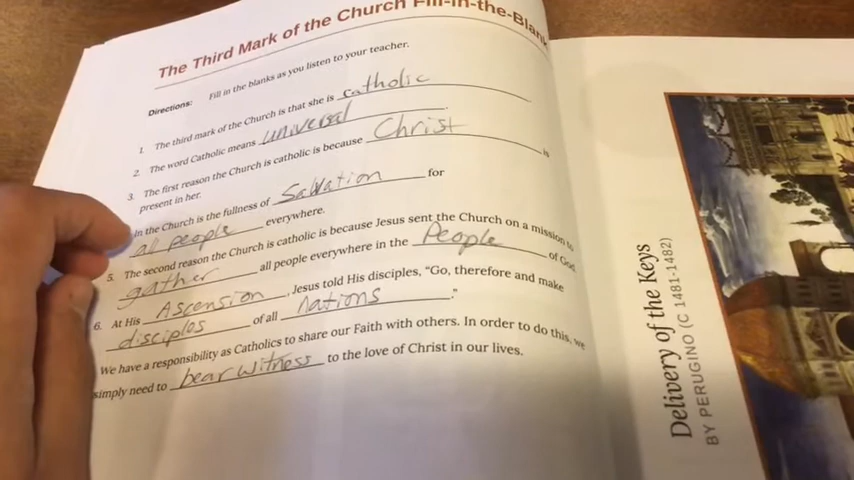 The Third Mark of the Church Fill-in-the-Blank
Directions: Fill in the blanks as you listen to your teacher.
1. The third mark of the Church is that she is catholic
2. The word Catholic means universal.
3. The first reason the Church is catholic is because Christ is
present in her.
In the Church is the fullness of Salvation for
all people everywhere.
5. The second reason the Church is catholic is because Jesus sent the Church on a mission to
gather all people everywhere in the People of God
6. At His Ascension, Jesus told His disciples, "Go, therefore and make
disciples of all nations."
We have a responsibility as Catholics to share our Faith with others. In order to do this, we
simply need to bear witness to the love of Christ in our lives.
Delivery of the Keys
BY PERUGINO (C 1481-1482)